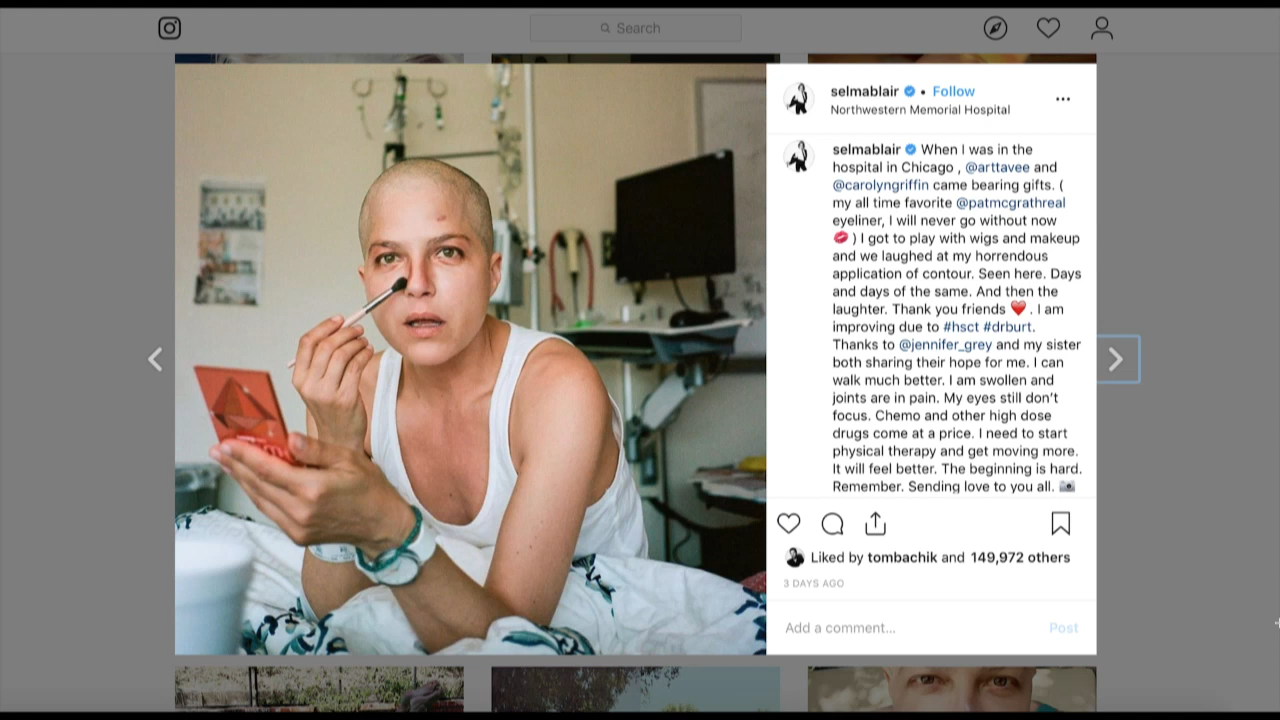 Search
selmablair • Follow
Northwestern Memorial Hospital
selmablair When I was in the
hospital in Chicago , @arttavee and
@carolyngriffin came bearing gifts. (
my all time favorite @patmcgrathreal
eyeliner, I will never go without now
💋 ) I got to play with wigs and makeup
and we laughed at my horrendous
application of contour. Seen here. Days
and days of the same. And then the
laughter. Thank you friends ❤️ . I am
improving due to #hsct #drburt.
Thanks to @jennifer_grey and my sister
both sharing their hope for me. I can
walk much better. I am swollen and
joints are in pain. My eyes still don't
focus. Chemo and other high dose
drugs come at a price. I need to start
physical therapy and get moving more.
It will feel better. The beginning is hard.
Remember. Sending love to you all. 📷
Liked by tombachik and 149,972 others
3 DAYS AGO
Add a comment... Post